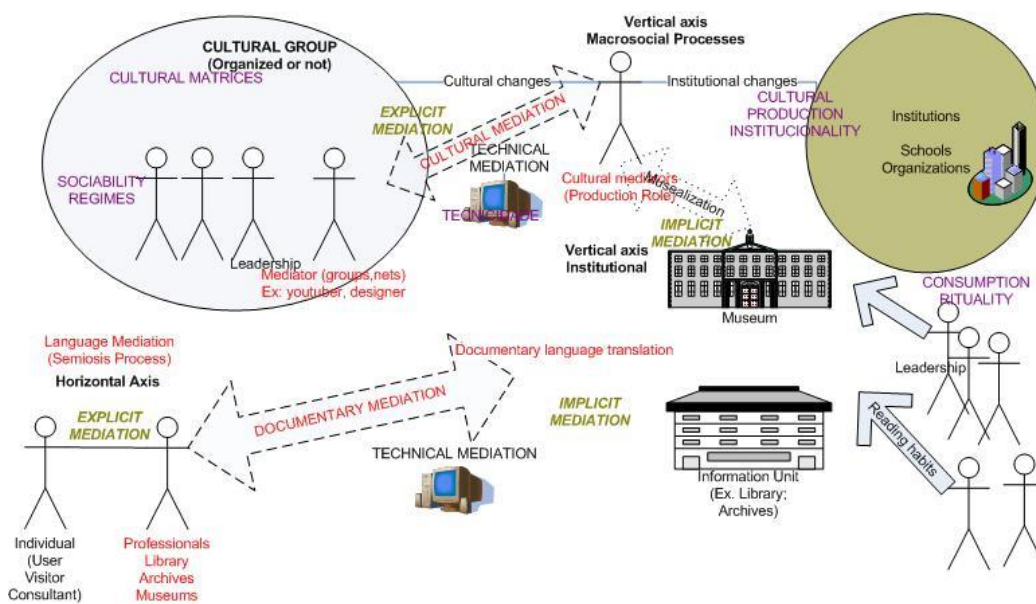 CULTURAL GROUP
(Organized or not)
CULTURAL MATRICES
SOCIABILITY
REGIMES
Leadership
Mediator (groups,nets)
Ex: youtuber, designer
Cultural changes
EXPLICIT
MEDIATION
CULTURAL MEDIATION
TECHNICAL
MEDIATION
TECNICIDADE
Vertical axis
Macrosocial Processes
Institutional changes
Cultural mediators
(Production Role)
Musealization
IMPLICIT
MEDIATION
Vertical axis
Institutional
Museum
CULTURAL
PRODUCTION
INSTITUCIONALITY
Institutions
Schools
Organizations
CONSUMPTION
RITUALITY
Leadership
Reading habits
Language Mediation
(Semiosis Process)
Horizontal Axis
EXPLICIT
MEDIATION
Individual
(User
Visitor
Consultant)
Professionals
Library
Archives
Museums
DOCUMENTARY MEDIATION
Documentary language translation
TECHNICAL MEDIATION
IMPLICIT
MEDIATION
Information Unit
(Ex. Library;
Archives)